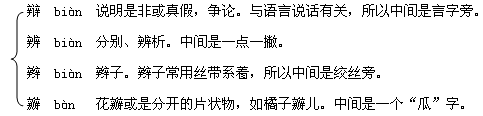 辩 biàn 说明是非或真假，争论。与语言说话有关，所以中间是言字旁。
辨 biàn 分别、辨析。中间是一点一撇。
辫 biàn 辫子。辫子常用丝带系着，所以中间是绞丝旁。
瓣 bàn 花瓣或是分开的片状物，如橘子瓣儿。中间是一个“瓜”字。